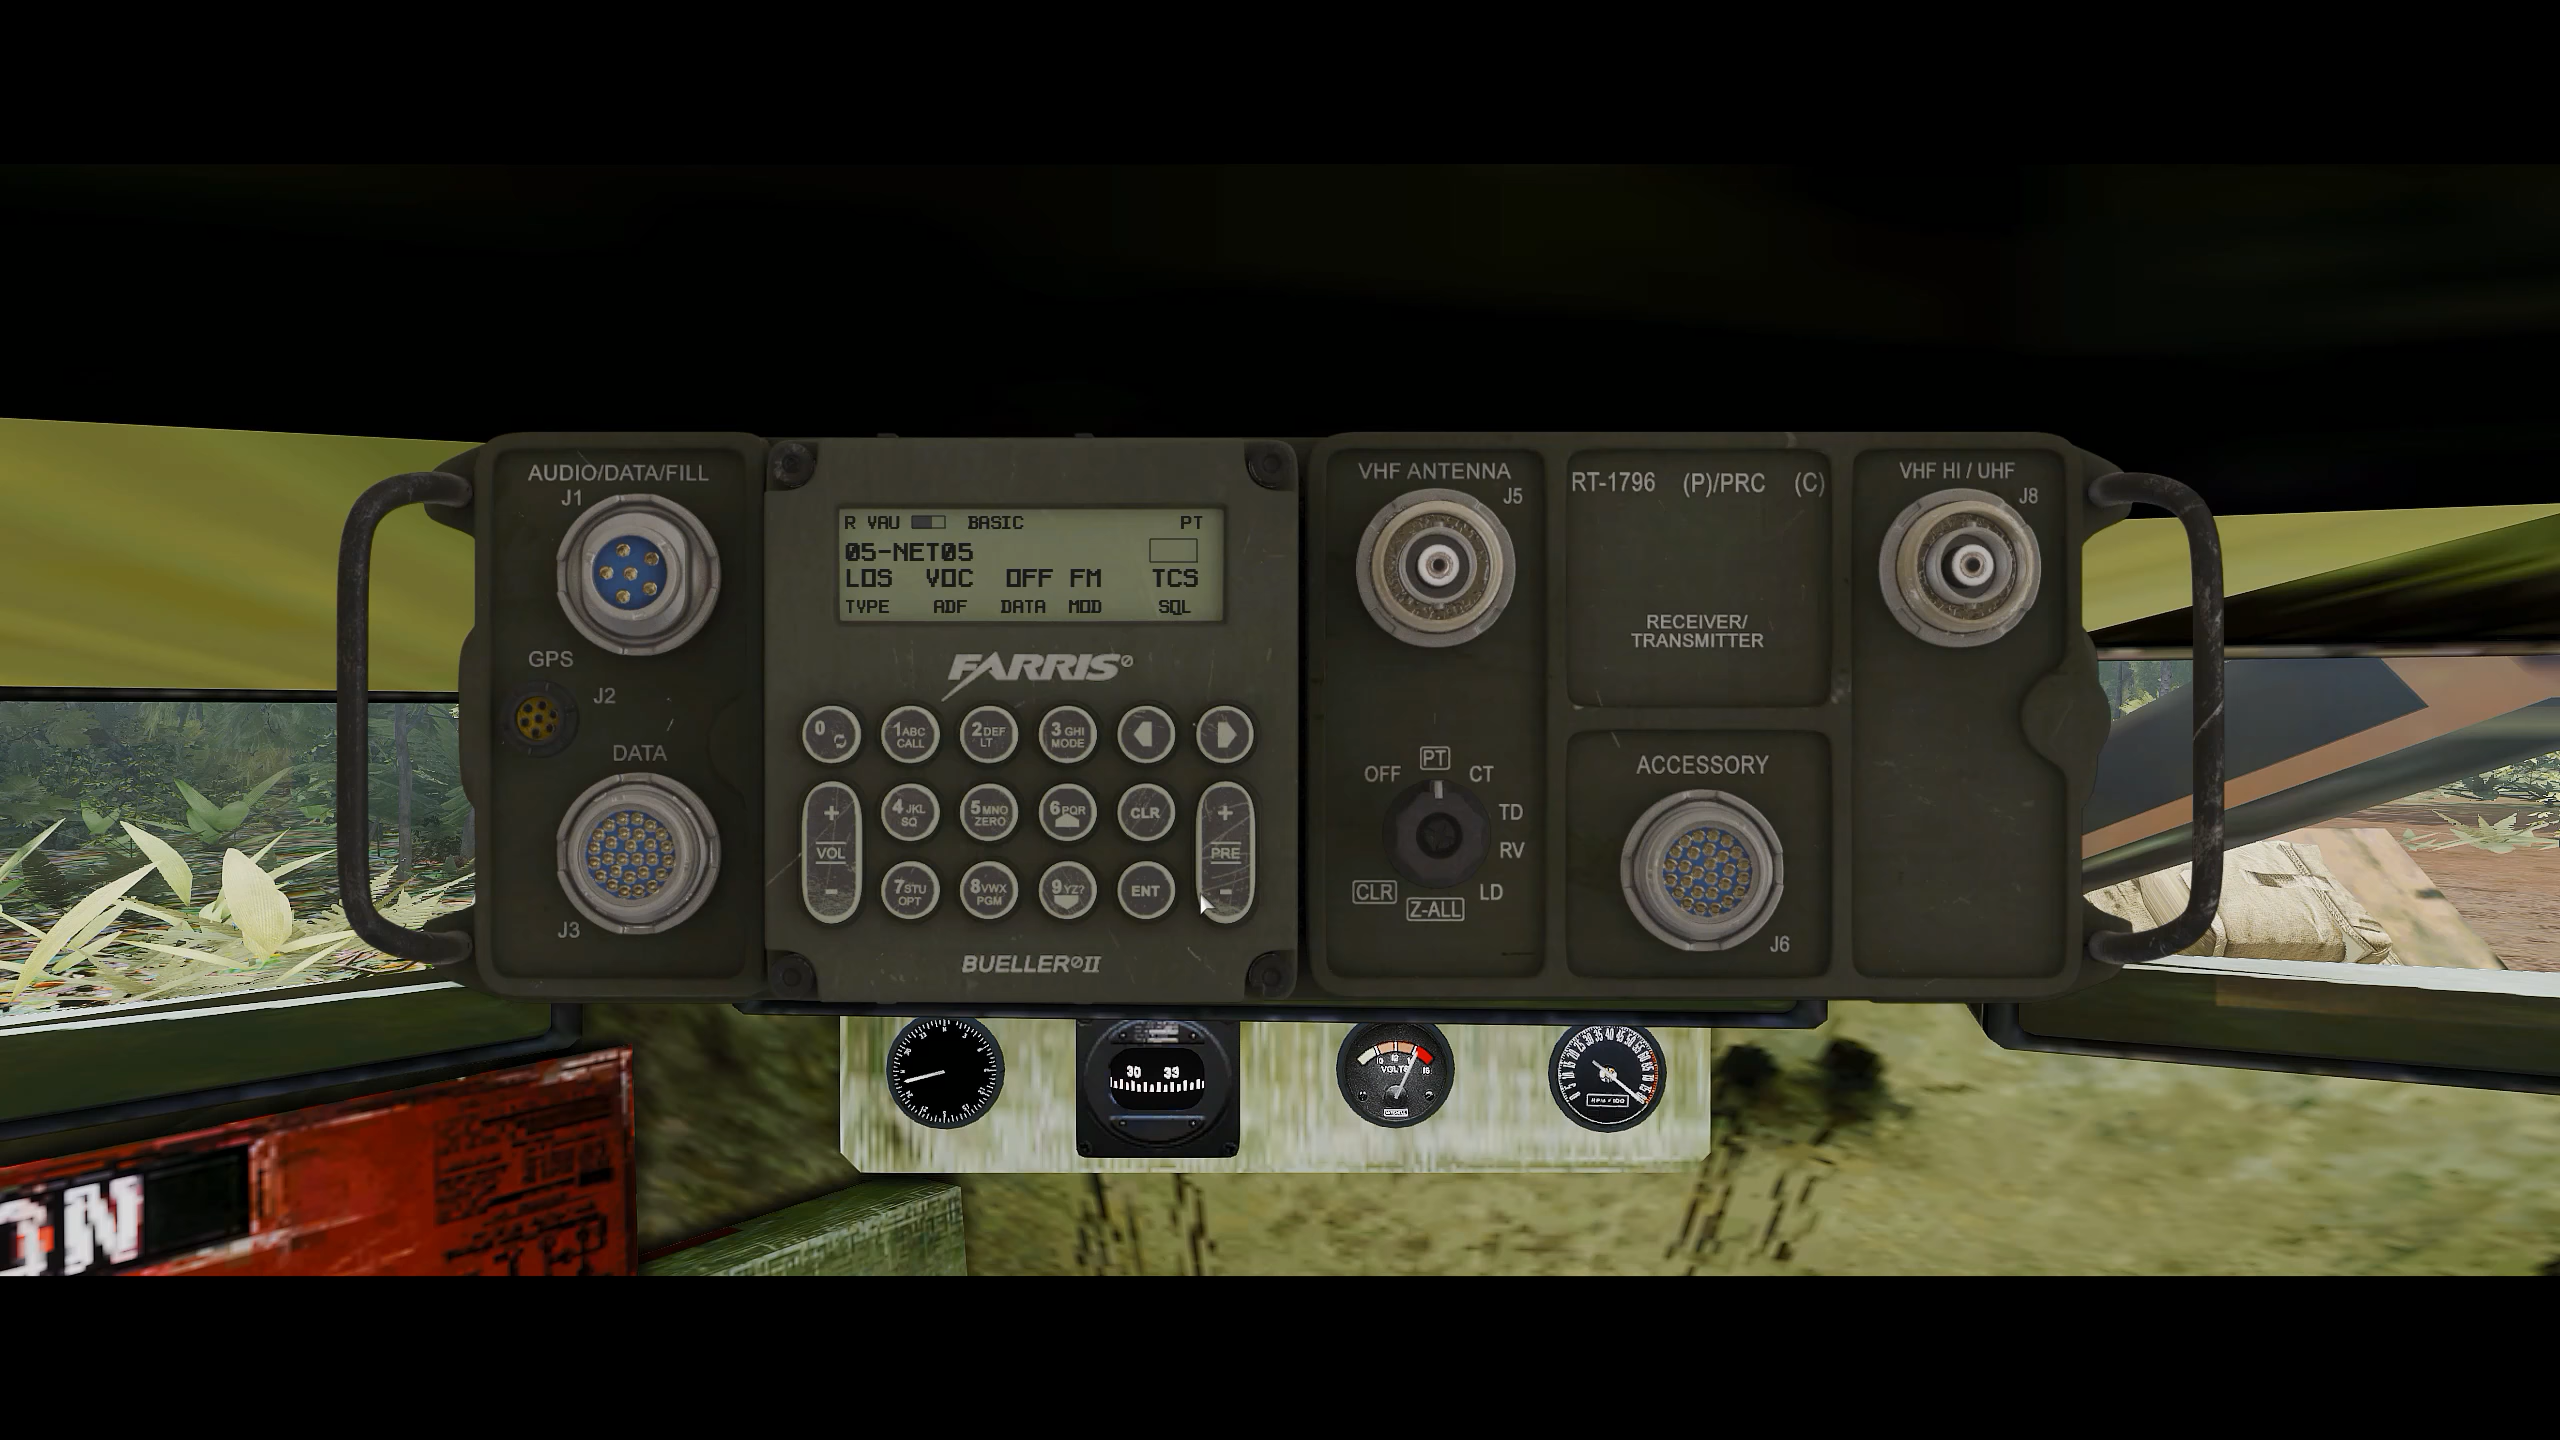 AUDIO/DATA/FILL
J1
GPS
J2
DATA
J3
R VAU BASIC PT
05-NET05
LOS VOC OFF FM TCS
TYPE ADF DATA MOD SQL
FARRIS
0 1 ABC CALL 2 DEF LT 3 GHI MODE
+ VOL -
4 JKL SQ 5 MNO ZERO 6 PQR CLR
+ PRE -
7 STU OPT 8 VWX PGM 9 YZ? ENT
BUELLER II
VHF ANTENNA
J5
OFF PT CT
TD
RV
LD
Z-ALL
CLR
RT-1796 (P)/PRC (C)
RECEIVER/
TRANSMITTER
ACCESSORY
J6
VHF HI / UHF
J8
30 33
VOLTS
RPM x 100